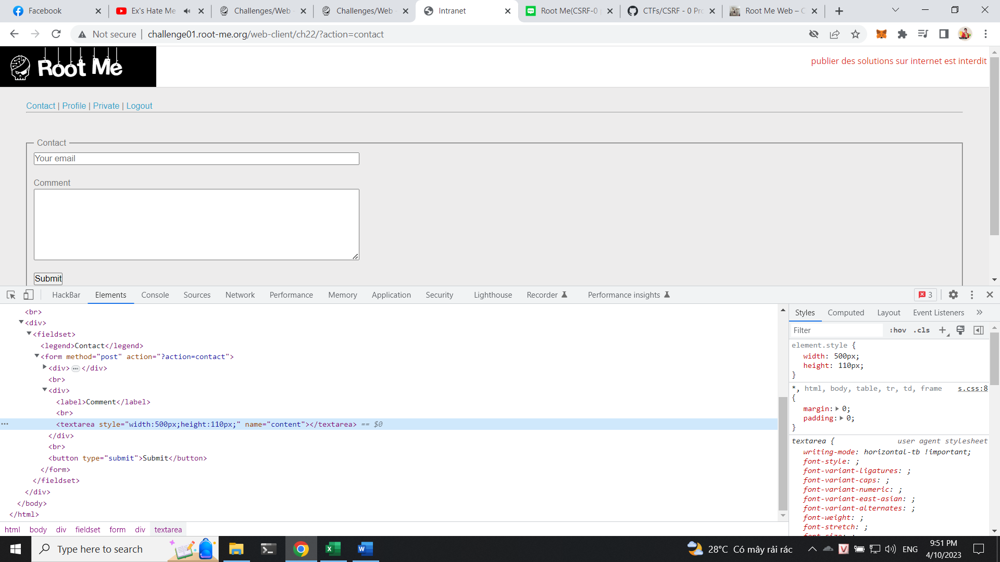 Facebook
Ex's Hate Me
Challenges/Web
Challenges/Web
Intranet
Root Me(CSRF-0
CTFs/CSRF - 0 Pro
Root Me Web – C
Not secure
challenge01.root-me.org/web-client/ch22/?action=contact
Root Me
publier des solutions sur internet est interdit
Contact | Profile | Private | Logout
Contact
Your email
Comment
Submit
HackBar
Elements
Console
Sources
Network
Performance
Memory
Application
Security
Lighthouse
Recorder
Performance insights
3
<br>
<div>
<fieldset>
<legend>Contact</legend>
<form method="post" action="?action=contact">
<div> ••• </div>
<br>
<div>
<label>Comment</label>
<br>
<textarea style="width:500px;height:110px;" name="content"></textarea> == $0
</div>
<br>
<button type="submit">Submit</button>
</form>
</fieldset>
</div>
</body>
</html>
html body div fieldset form div textarea
Styles
Computed
Layout
Event Listeners
Filter
:hov .cls
element.style {
width: 500px;
height: 110px;
}
*, html, body, table, tr, td, frame s.css:8
{
margin: 0;
padding: 0;
}
textarea { user agent stylesheet
writing-mode: horizontal-tb !important;
font-style: ;
font-variant-ligatures: ;
font-variant-caps: ;
font-variant-numeric: ;
font-variant-east-asian: ;
font-variant-alternates: ;
font-weight: ;
font-stretch: ;
font-size: ;
Type here to search
28°C Có mây rải rác
ENG
9:51 PM
4/10/2023